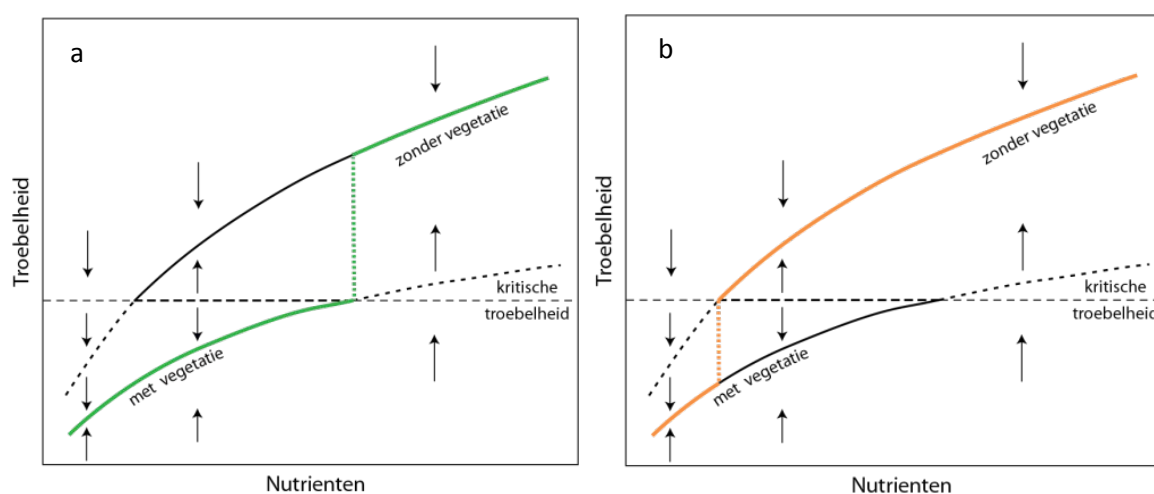 a
zonder vegetatie
kritische
troebelheid
met vegetatie
Troebelheid
Nutrienten
b
zonder vegetatie
kritische
troebelheid
met vegetatie
Troebelheid
Nutrienten